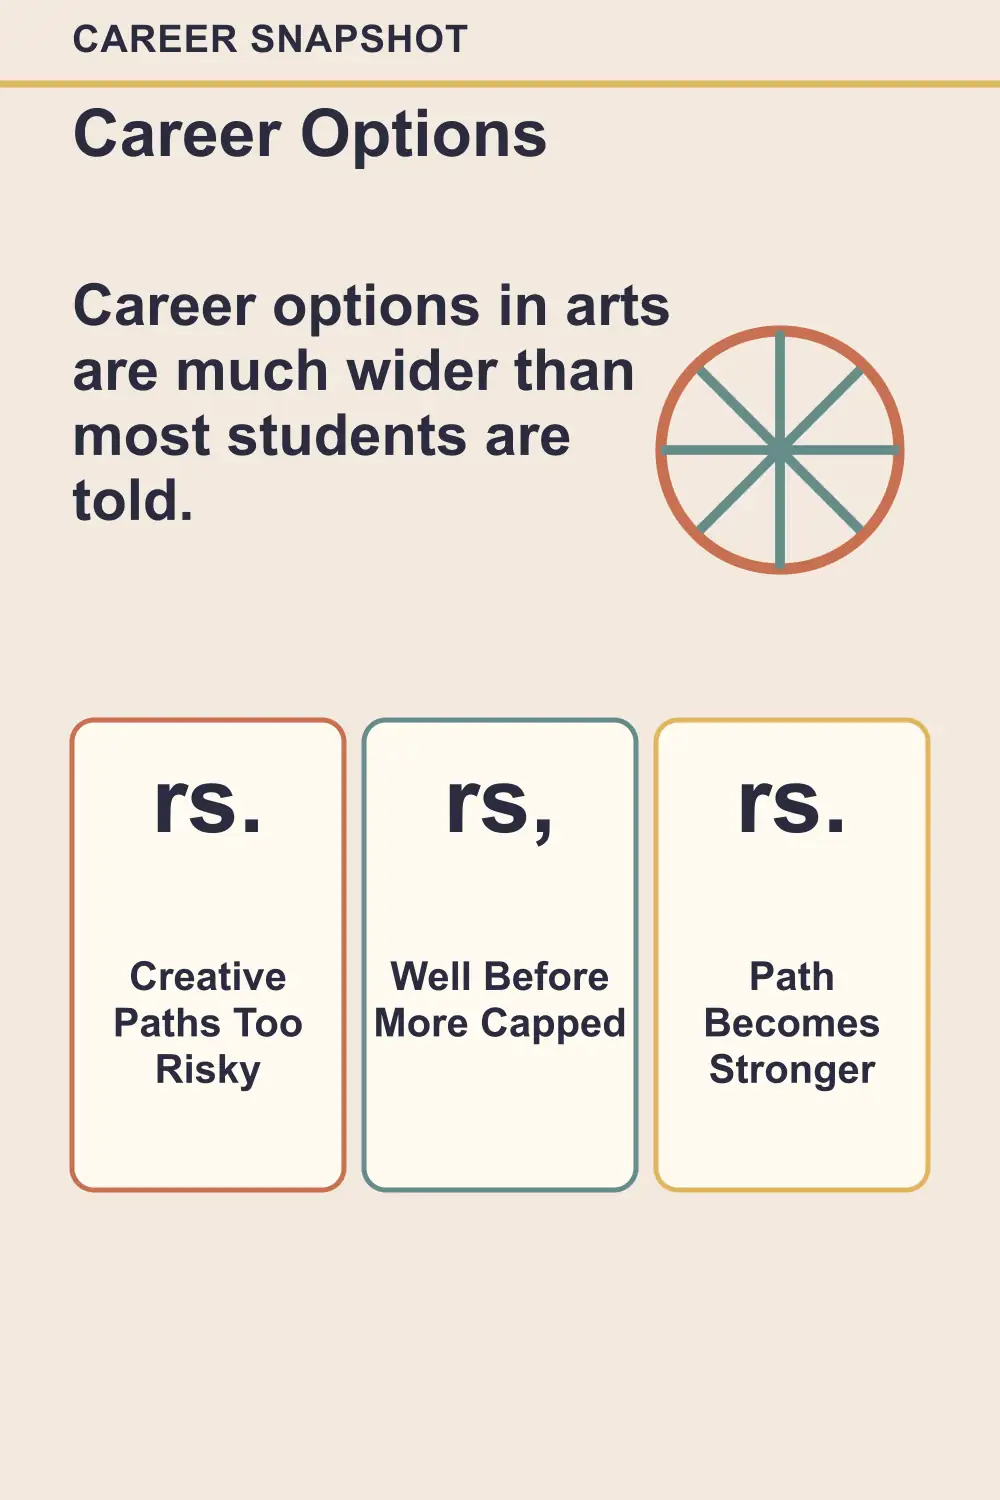 CAREER SNAPSHOT
Career Options
Career options in arts
are much wider than
most students are
told.
rs.
Creative
Paths Too
Risky
rs,
Well Before
More Capped
rs.
Path
Becomes
Stronger